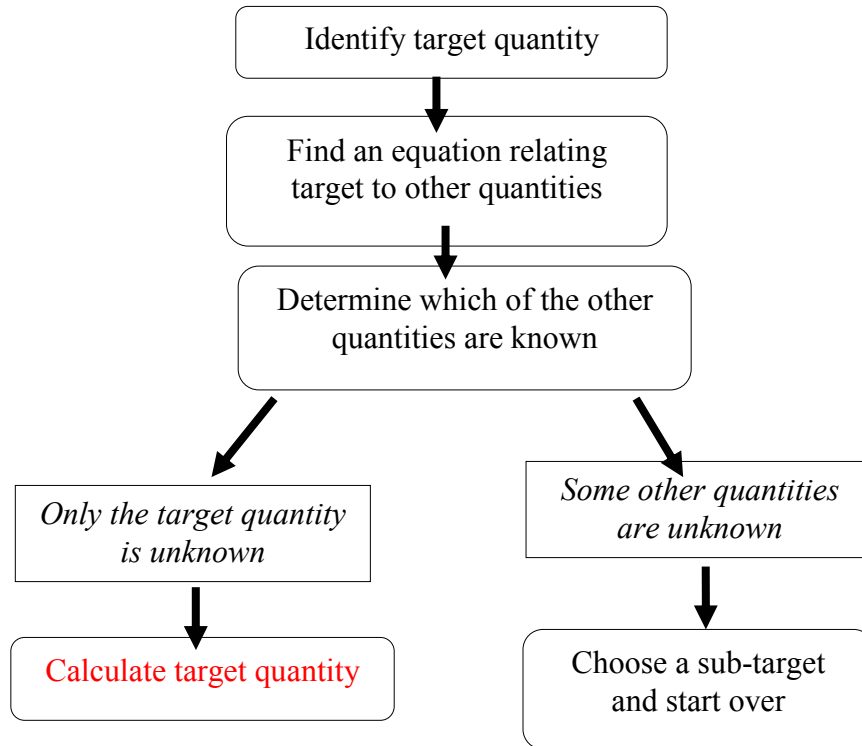 Identify target quantity
Find an equation relating
target to other quantities
Determine which of the other
quantities are known
Only the target quantity
is unknown
Some other quantities
are unknown
Calculate target quantity
Choose a sub-target
and start over